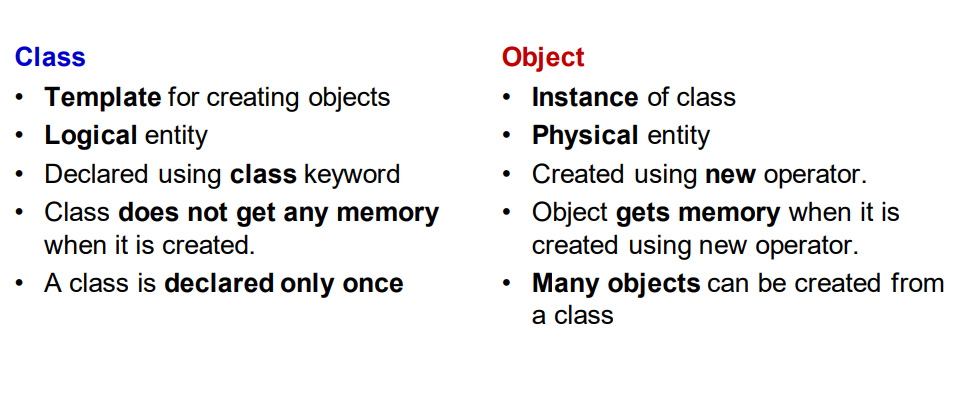 Class
• Template for creating objects
• Logical entity
• Declared using class keyword
• Class does not get any memory
when it is created.
• A class is declared only once
Object
• Instance of class
• Physical entity
• Created using new operator.
• Object gets memory when it is
created using new operator.
• Many objects can be created from
a class